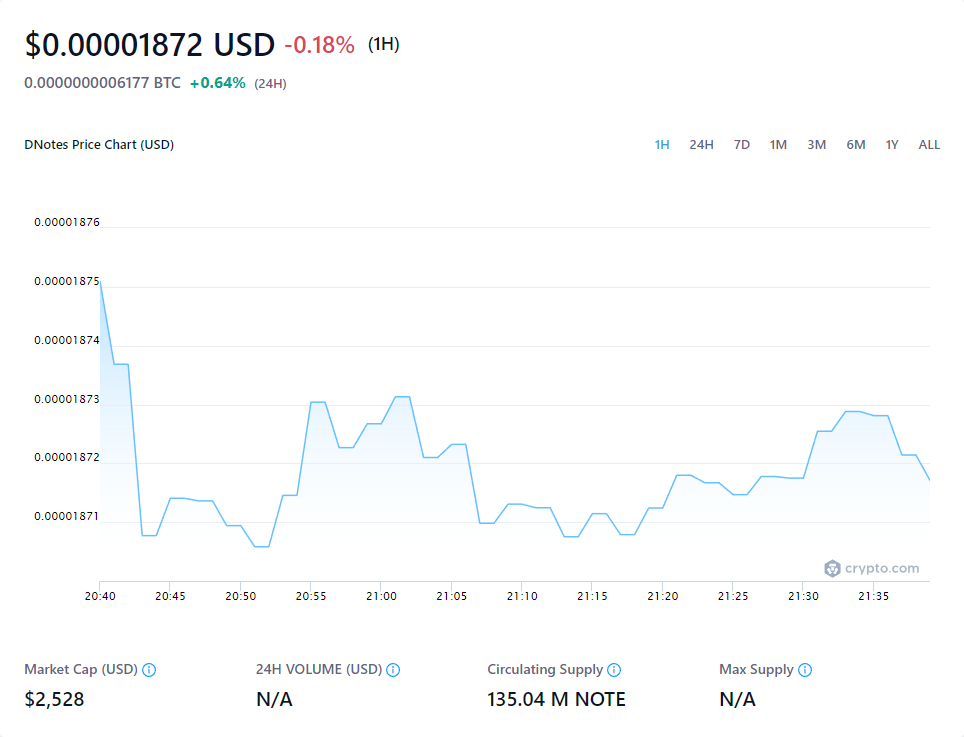 $0.00001872 USD -0.18% (1H)
0.0000000006177 BTC +0.64% (24H)
DNotes Price Chart (USD) 1H 24H 7D 1M 3M 6M 1Y ALL
0.00001876
0.00001875
0.00001874
0.00001873
0.00001872
0.00001871
crypto.com
20:40 20:45 20:50 20:55 21:00 21:05 21:10 21:15 21:20 21:25 21:30 21:35
Market Cap (USD) 24H VOLUME (USD) Circulating Supply Max Supply
$2,528 N/A 135.04 M NOTE N/A